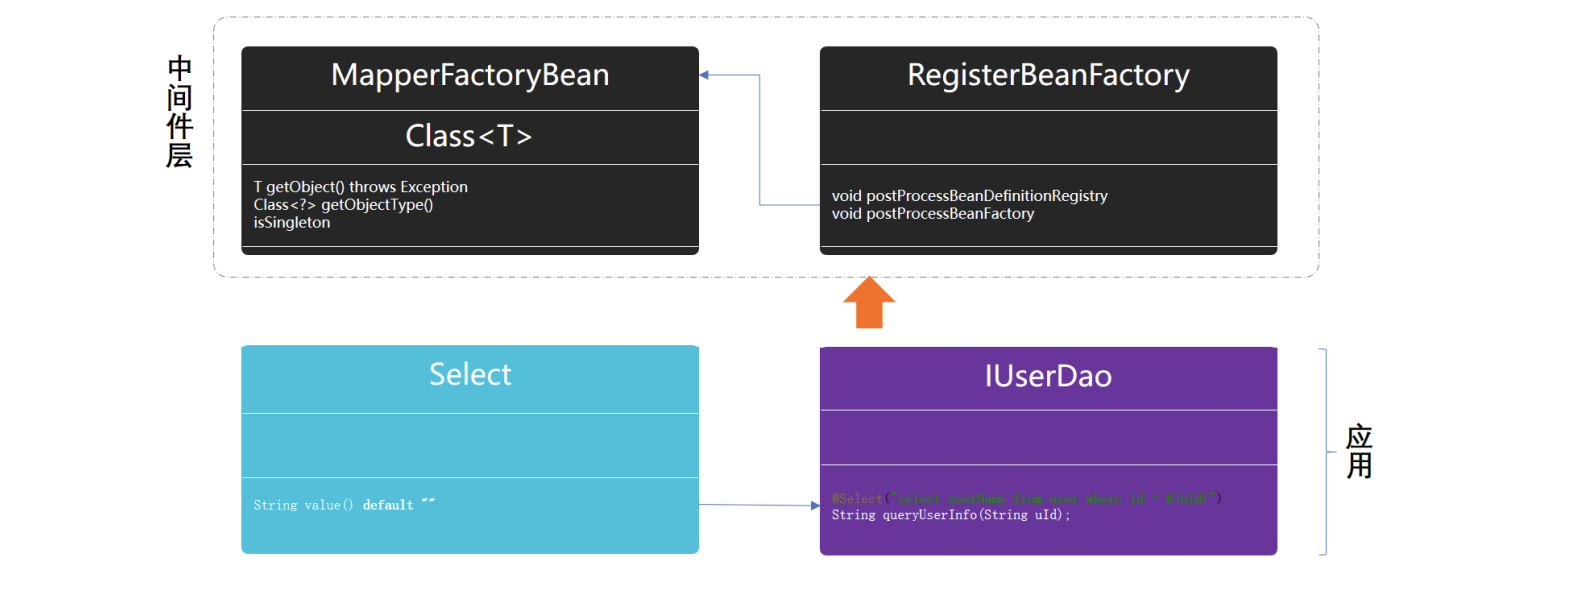 中间件层
MapperFactoryBean
Class<T>
T getObject() throws Exception
Class<?> getObjectType()
isSingleton
RegisterBeanFactory
void postProcessBeanDefinitionRegistry
void postProcessBeanFactory
Select
String value() default ""
IUserDao
@Select("select userName from user where id = #{uId}")
String queryUserInfo(String uId);
应用